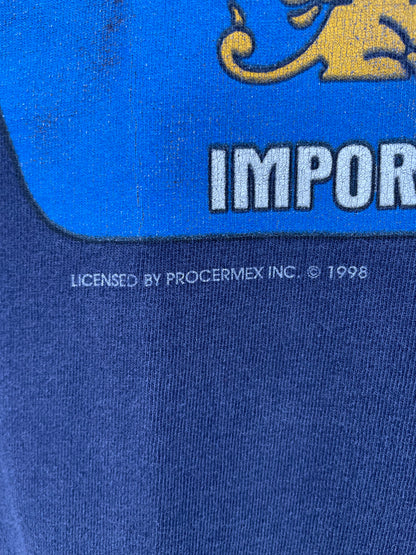 IMPOR
LICENSED BY PROCERMEX INC. © 1998